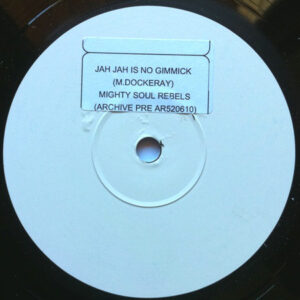 JAH JAH IS NO GIMMICK
(M.DOCKERAY)
MIGHTY SOUL REBELS
(ARCHIVE PRE AR520610)